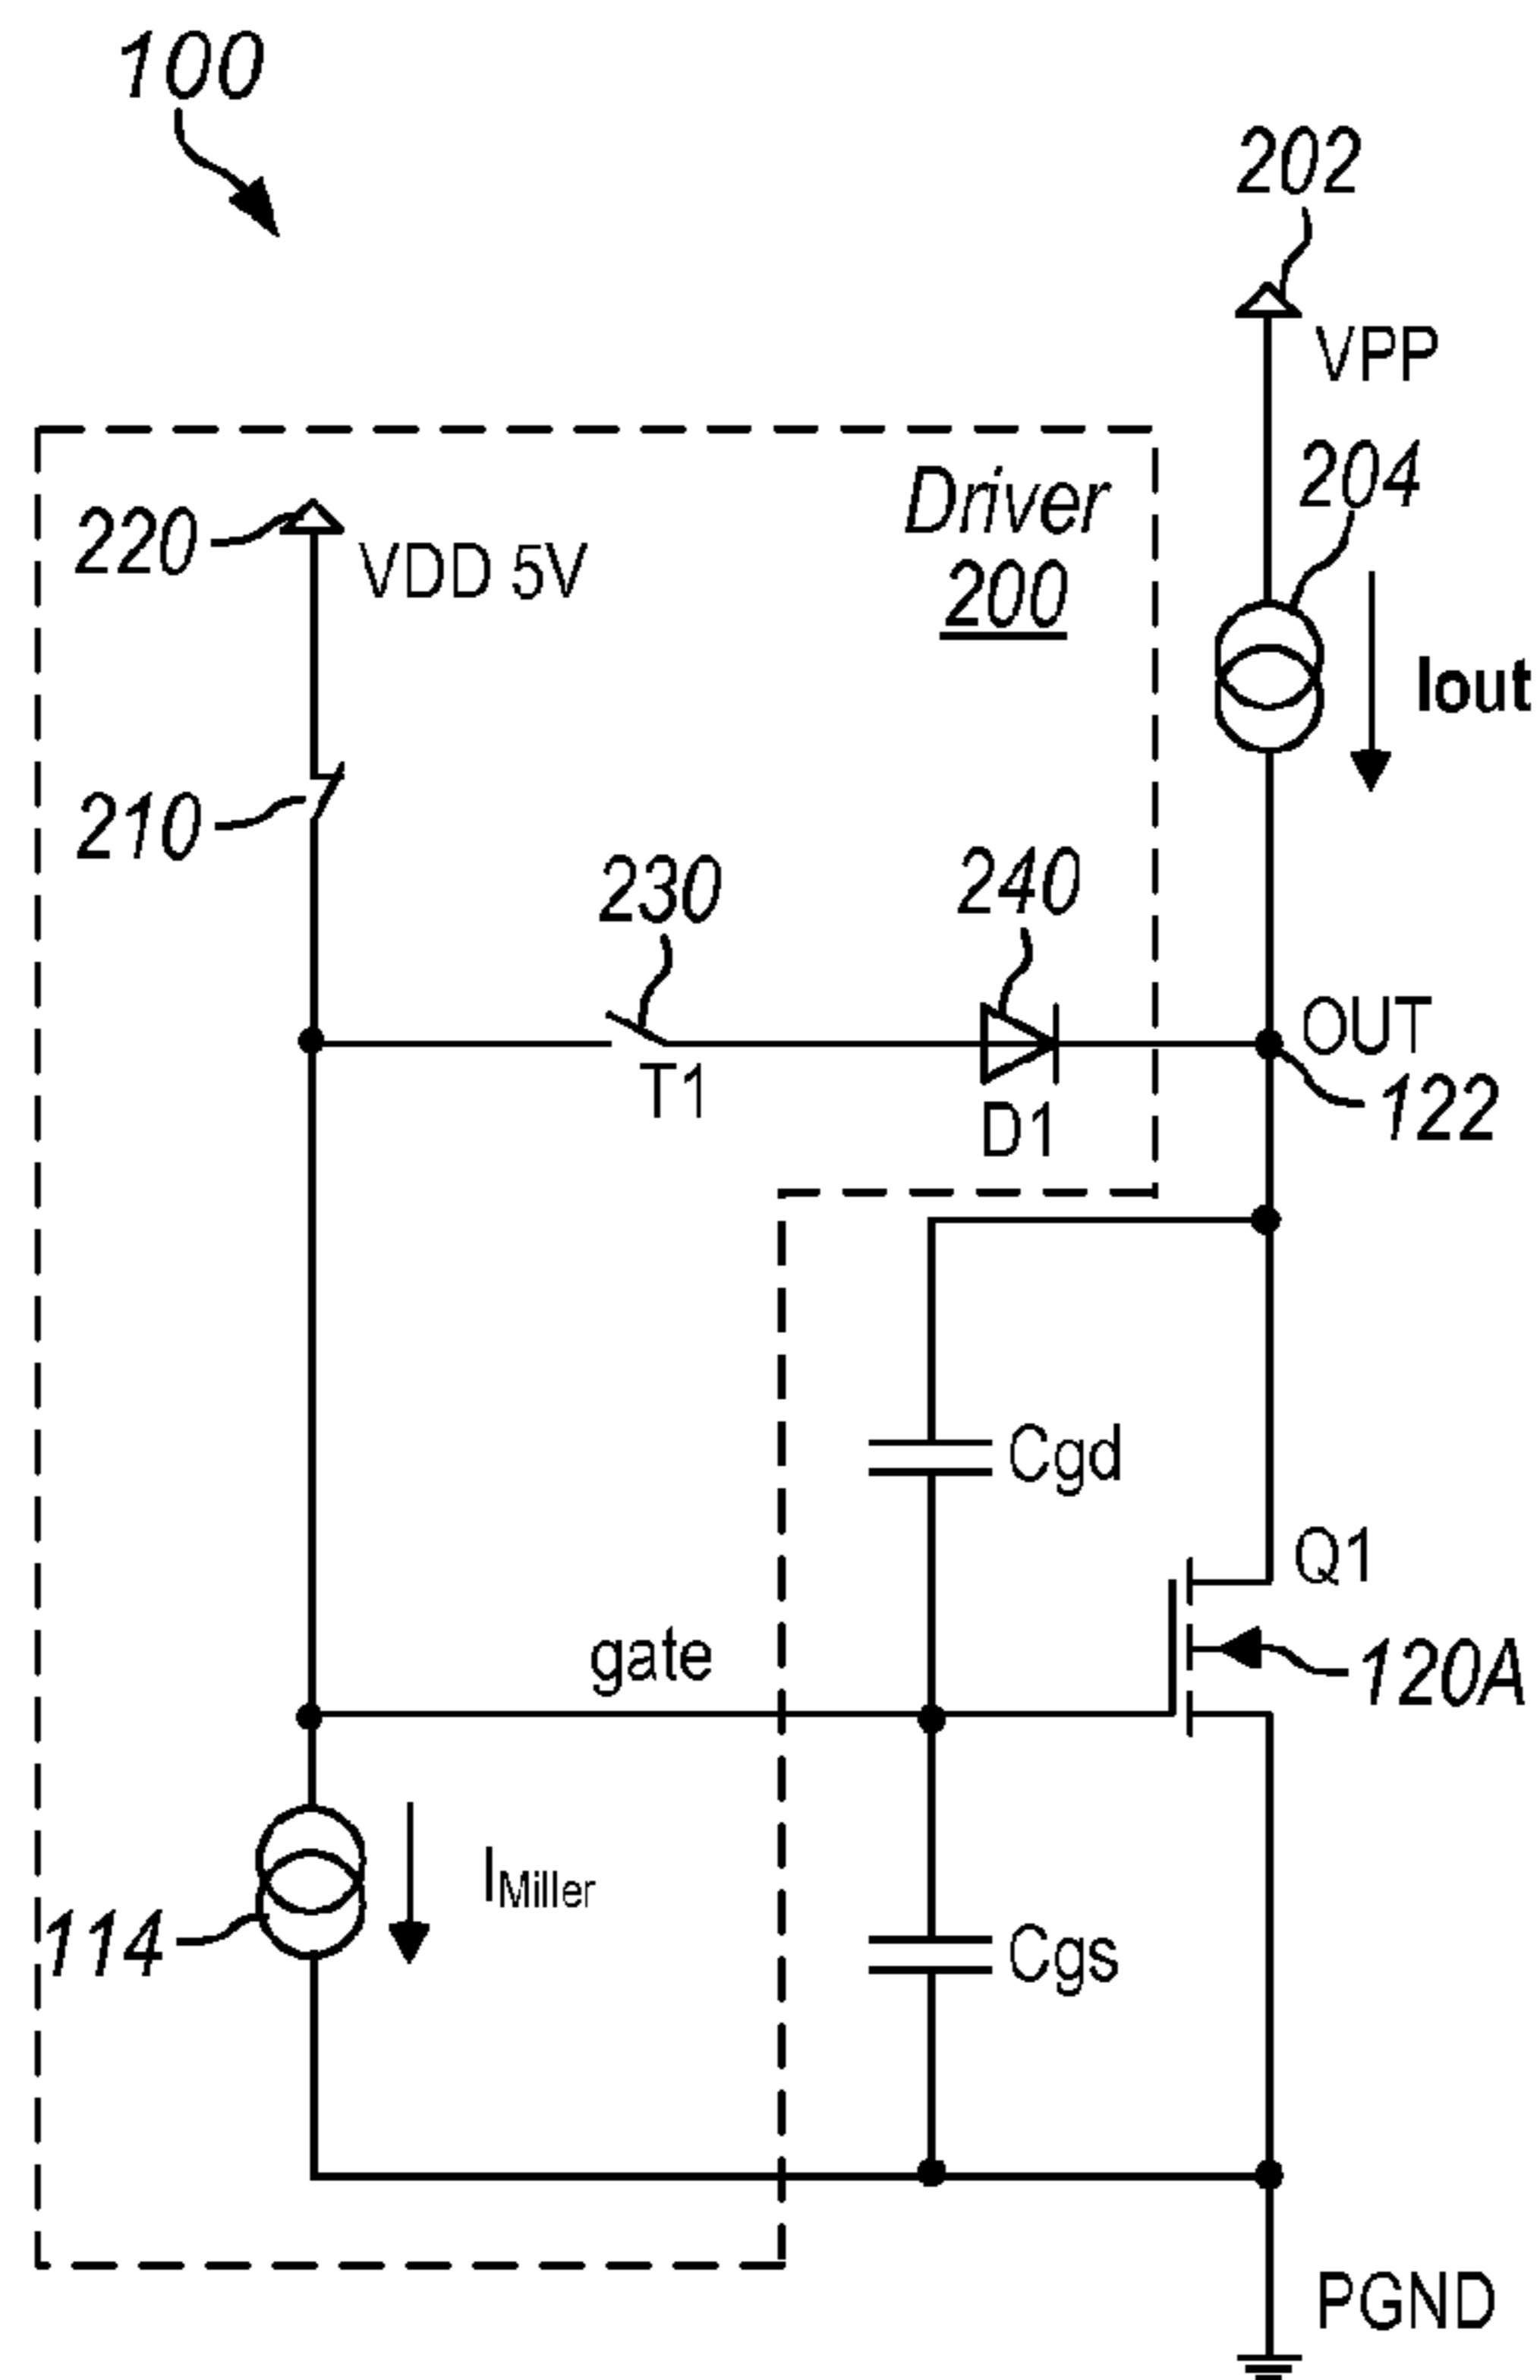 100
202
VPP
204
Driver
200
220
VDD 5V
Iout
210
230
240
OUT
T1
D1
122
Cgd
Q1
gate
120A
IMiller
114
Cgs
PGND